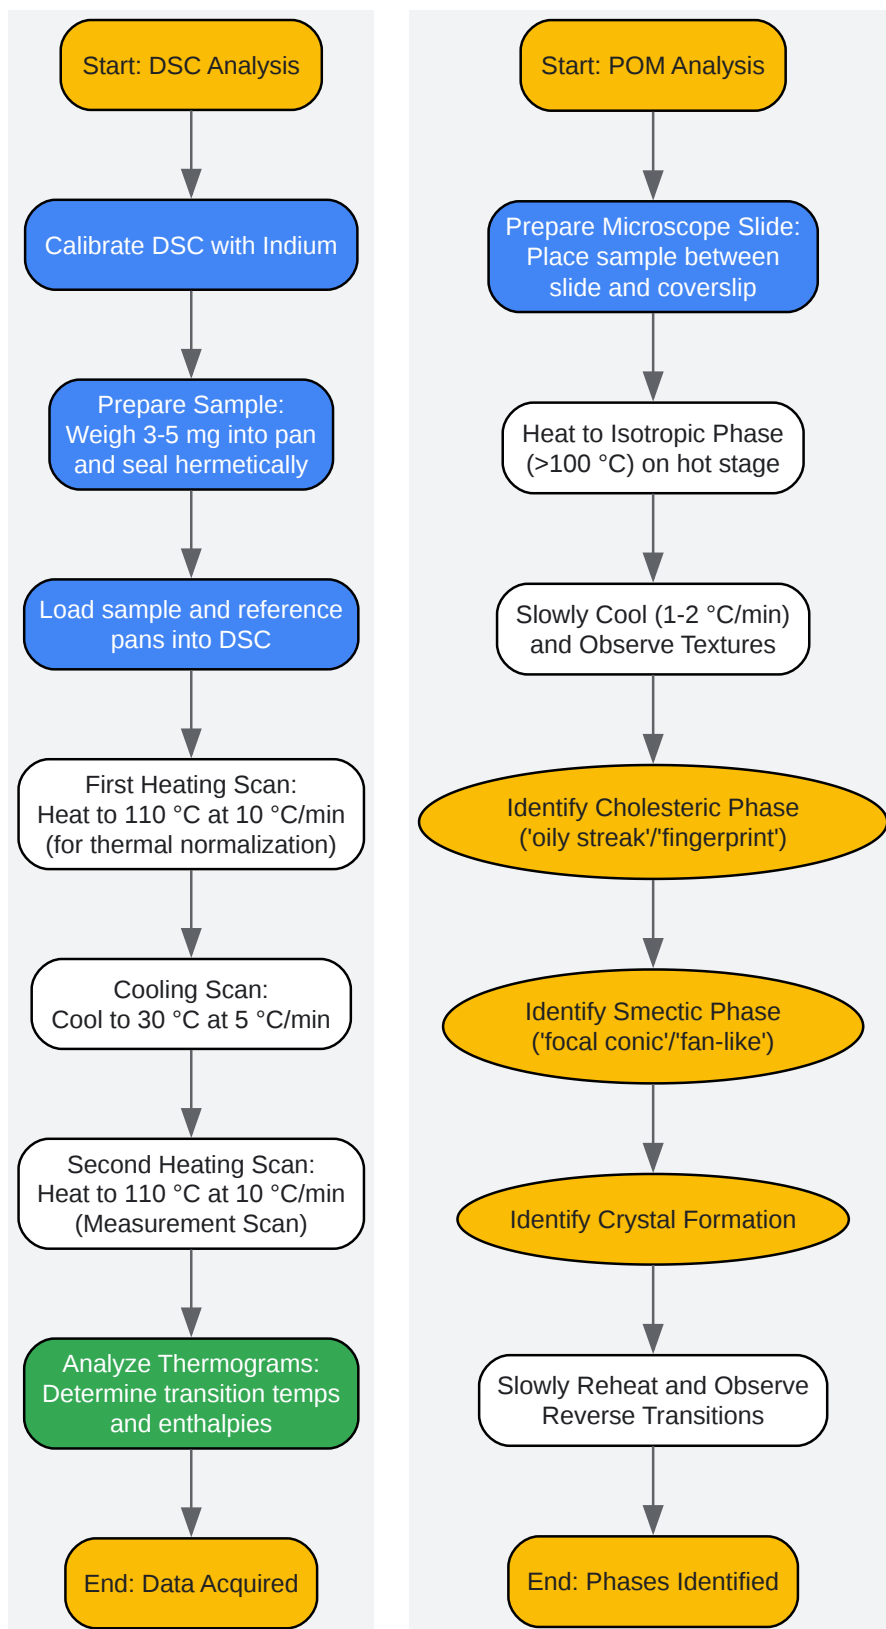 Start: DSC Analysis
Calibrate DSC with Indium
Prepare Sample:
Weigh 3-5 mg into pan
and seal hermetically
Load sample and reference
pans into DSC
First Heating Scan:
Heat to 110 °C at 10 °C/min
(for thermal normalization)
Cooling Scan:
Cool to 30 °C at 5 °C/min
Second Heating Scan:
Heat to 110 °C at 10 °C/min
(Measurement Scan)
Analyze Thermograms:
Determine transition temps
and enthalpies
End: Data Acquired
Start: POM Analysis
Prepare Microscope Slide:
Place sample between
slide and coverslip
Heat to Isotropic Phase
(>100 °C) on hot stage
Slowly Cool (1-2 °C/min)
and Observe Textures
Identify Cholesteric Phase
('oily streak'/'fingerprint')
Identify Smectic Phase
('focal conic'/'fan-like')
Identify Crystal Formation
Slowly Reheat and Observe
Reverse Transitions
End: Phases Identified